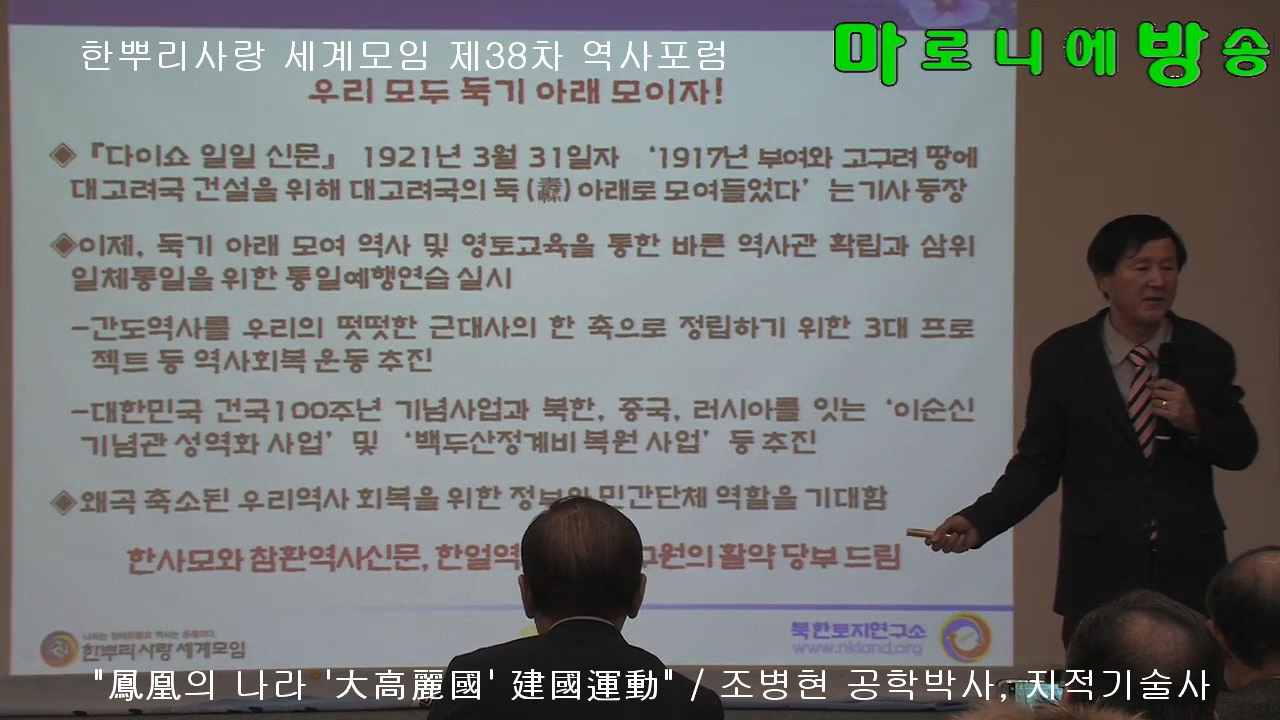 한뿌리사랑 세계모임 제38차 역사포럼
마로니에방송
우리 모두 둑기 아래 모이자!
◈『다이쇼 일일 신문』 1921년 3월 31일자 ‘1917년 부여와 고구려 땅에
대고려국 건설을 위해 대고려국의 둑(纛)아래로 모여들었다’는기사 등장
◈이제, 둑기 아래 모여 역사 및 영토교육을 통한 바른 역사관 확립과 삼위
일체통일을 위한 통일예행연습 실시
-간도역사를 우리의 떳떳한 근대사의 한 축으로 정립하기 위한 3대 프로
젝트 등 역사회복 운동 추진
-대한민국 건국100주년 기념사업과 북한, 중국, 러시아를 잇는 ‘이순신
기념관 성역화 사업’ 및 ‘백두산정계비 복원 사업’ 등 추진
◈왜곡 축소된 우리역사 회복을 위한 정부와 민간단체 역할을 기대함
한사모와 참환역사신문, 한얼역 구원의 활약 당부 드림
한뿌리사랑세계모임
북한토지연구소
www.nkland.org
"鳳凰의 나라 '大高麗國' 建國運動" / 조병현 공학박사, 지적기술사